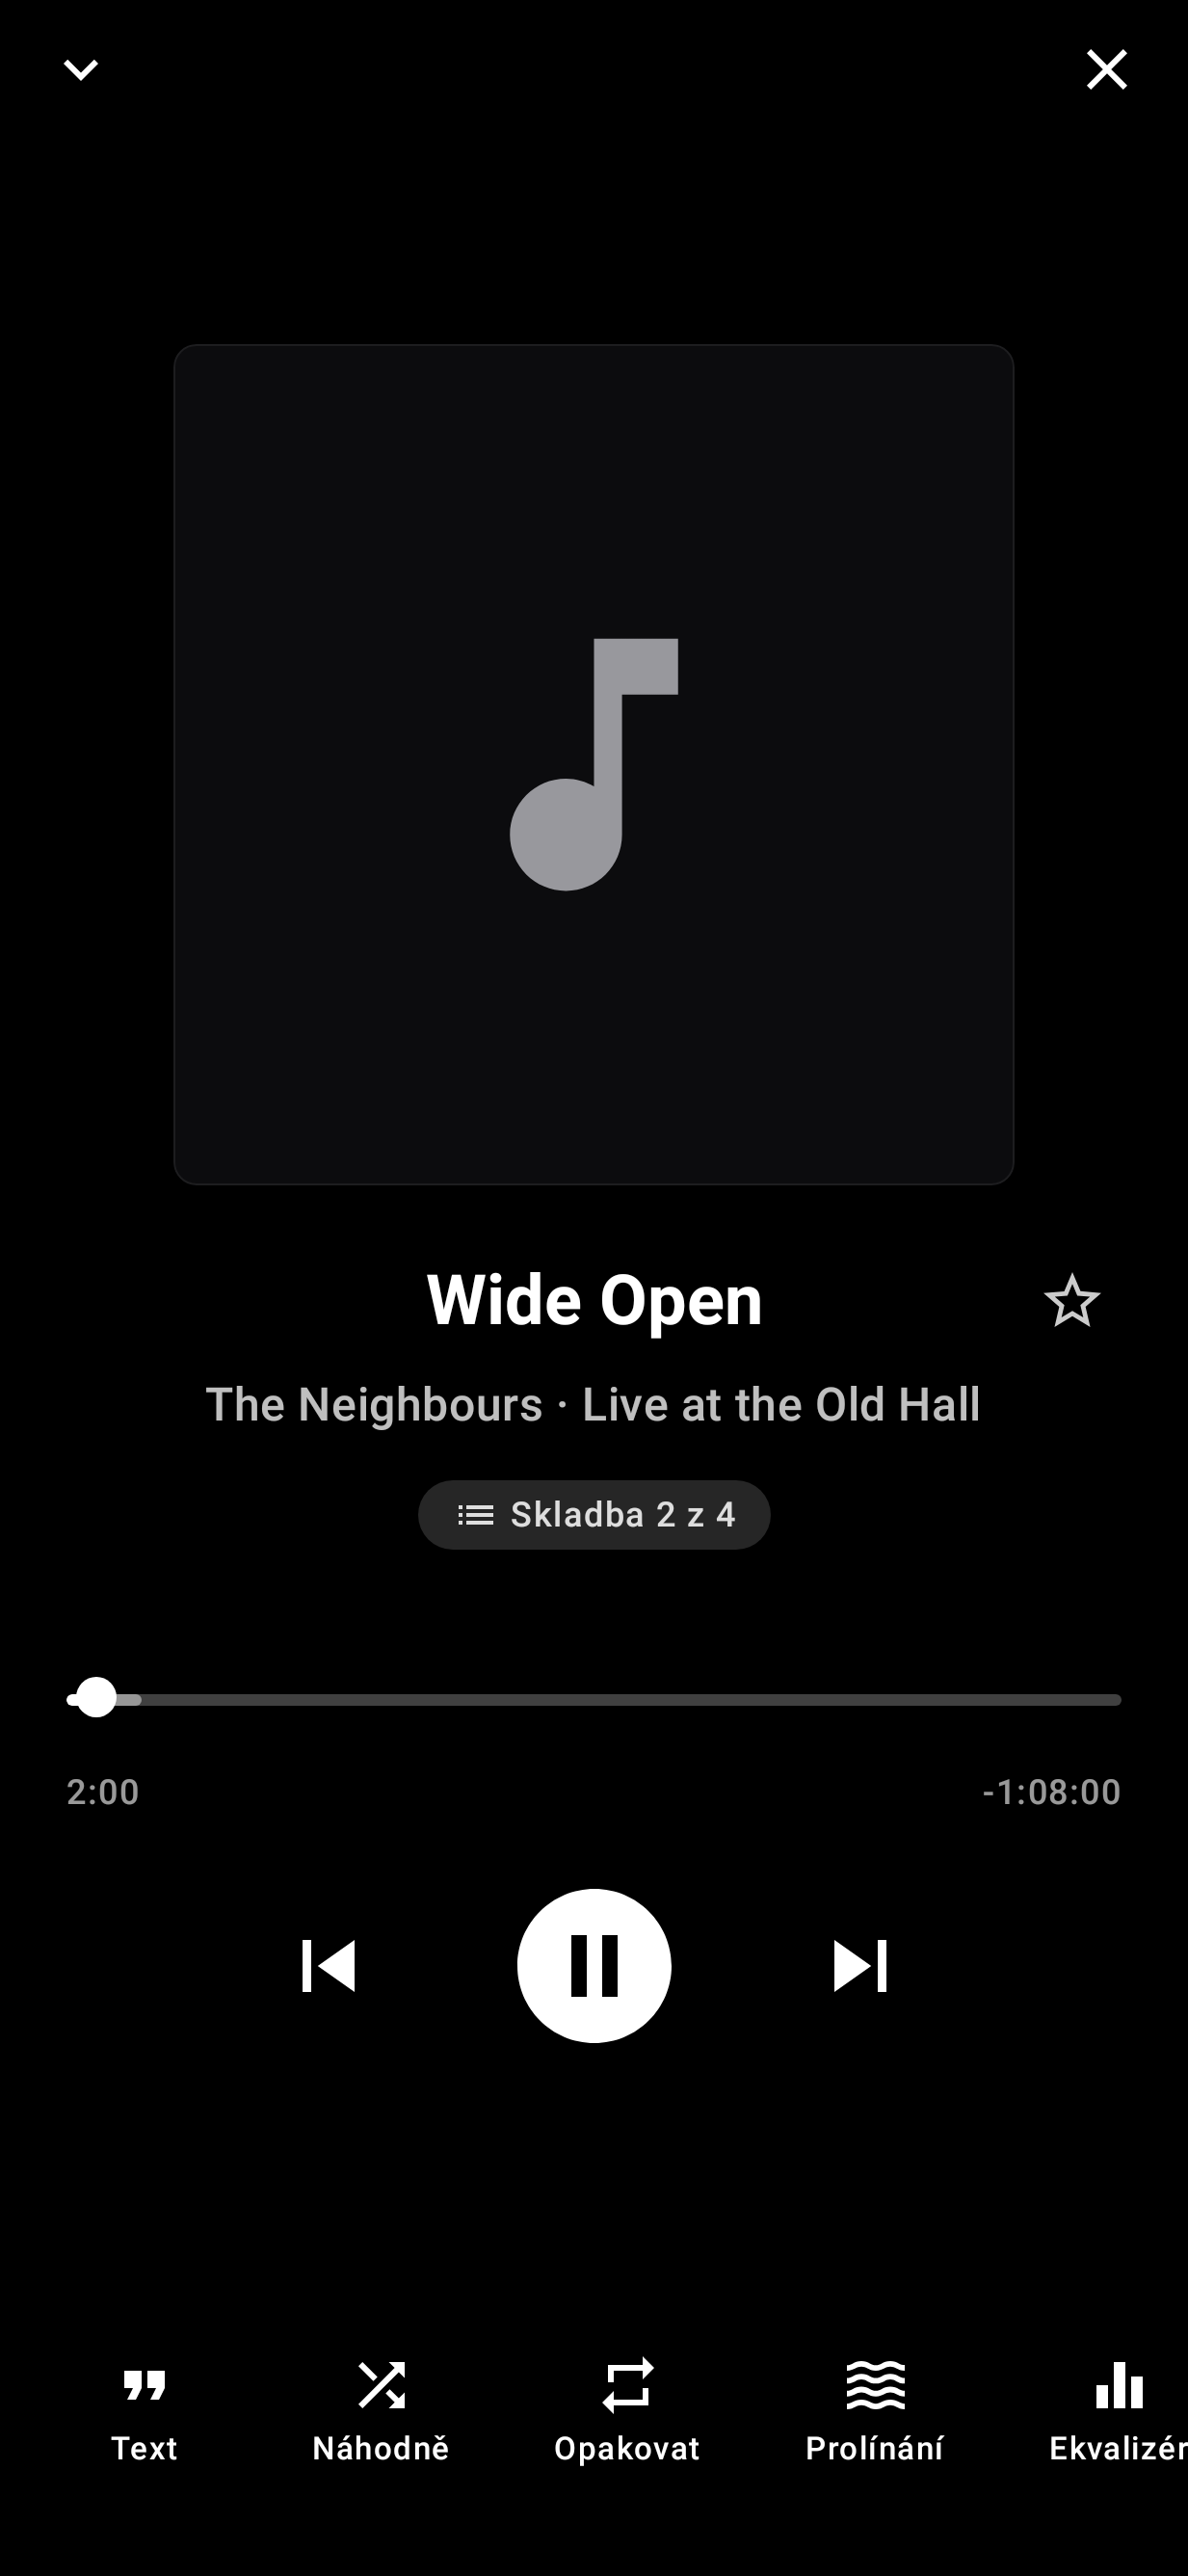 Wide Open
The Neighbours · Live at the Old Hall
Skladba 2 z 4
2:00 -1:08:00
Text Náhodně Opakovat Prolínání Ekvalizér